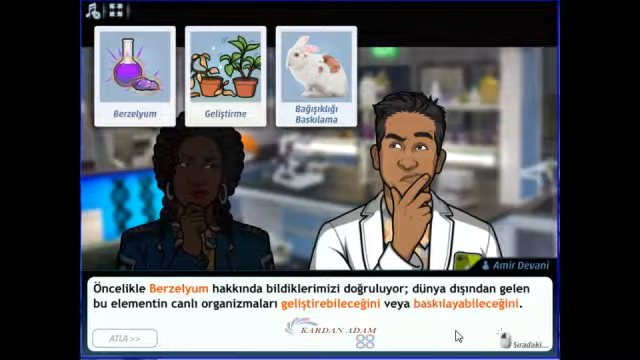 Berzelyum
Geliştirme
Bağışıklığı
Baskılama
Amir Devani
Öncelikle Berzelyum hakkında bildiklerimizi doğruluyor; dünya dışından gelen
bu elementin canlı organizmaları geliştirebileceğini veya baskılayabileceğini.
KARDAN ADAM
ATLA >>
Sıradaki...